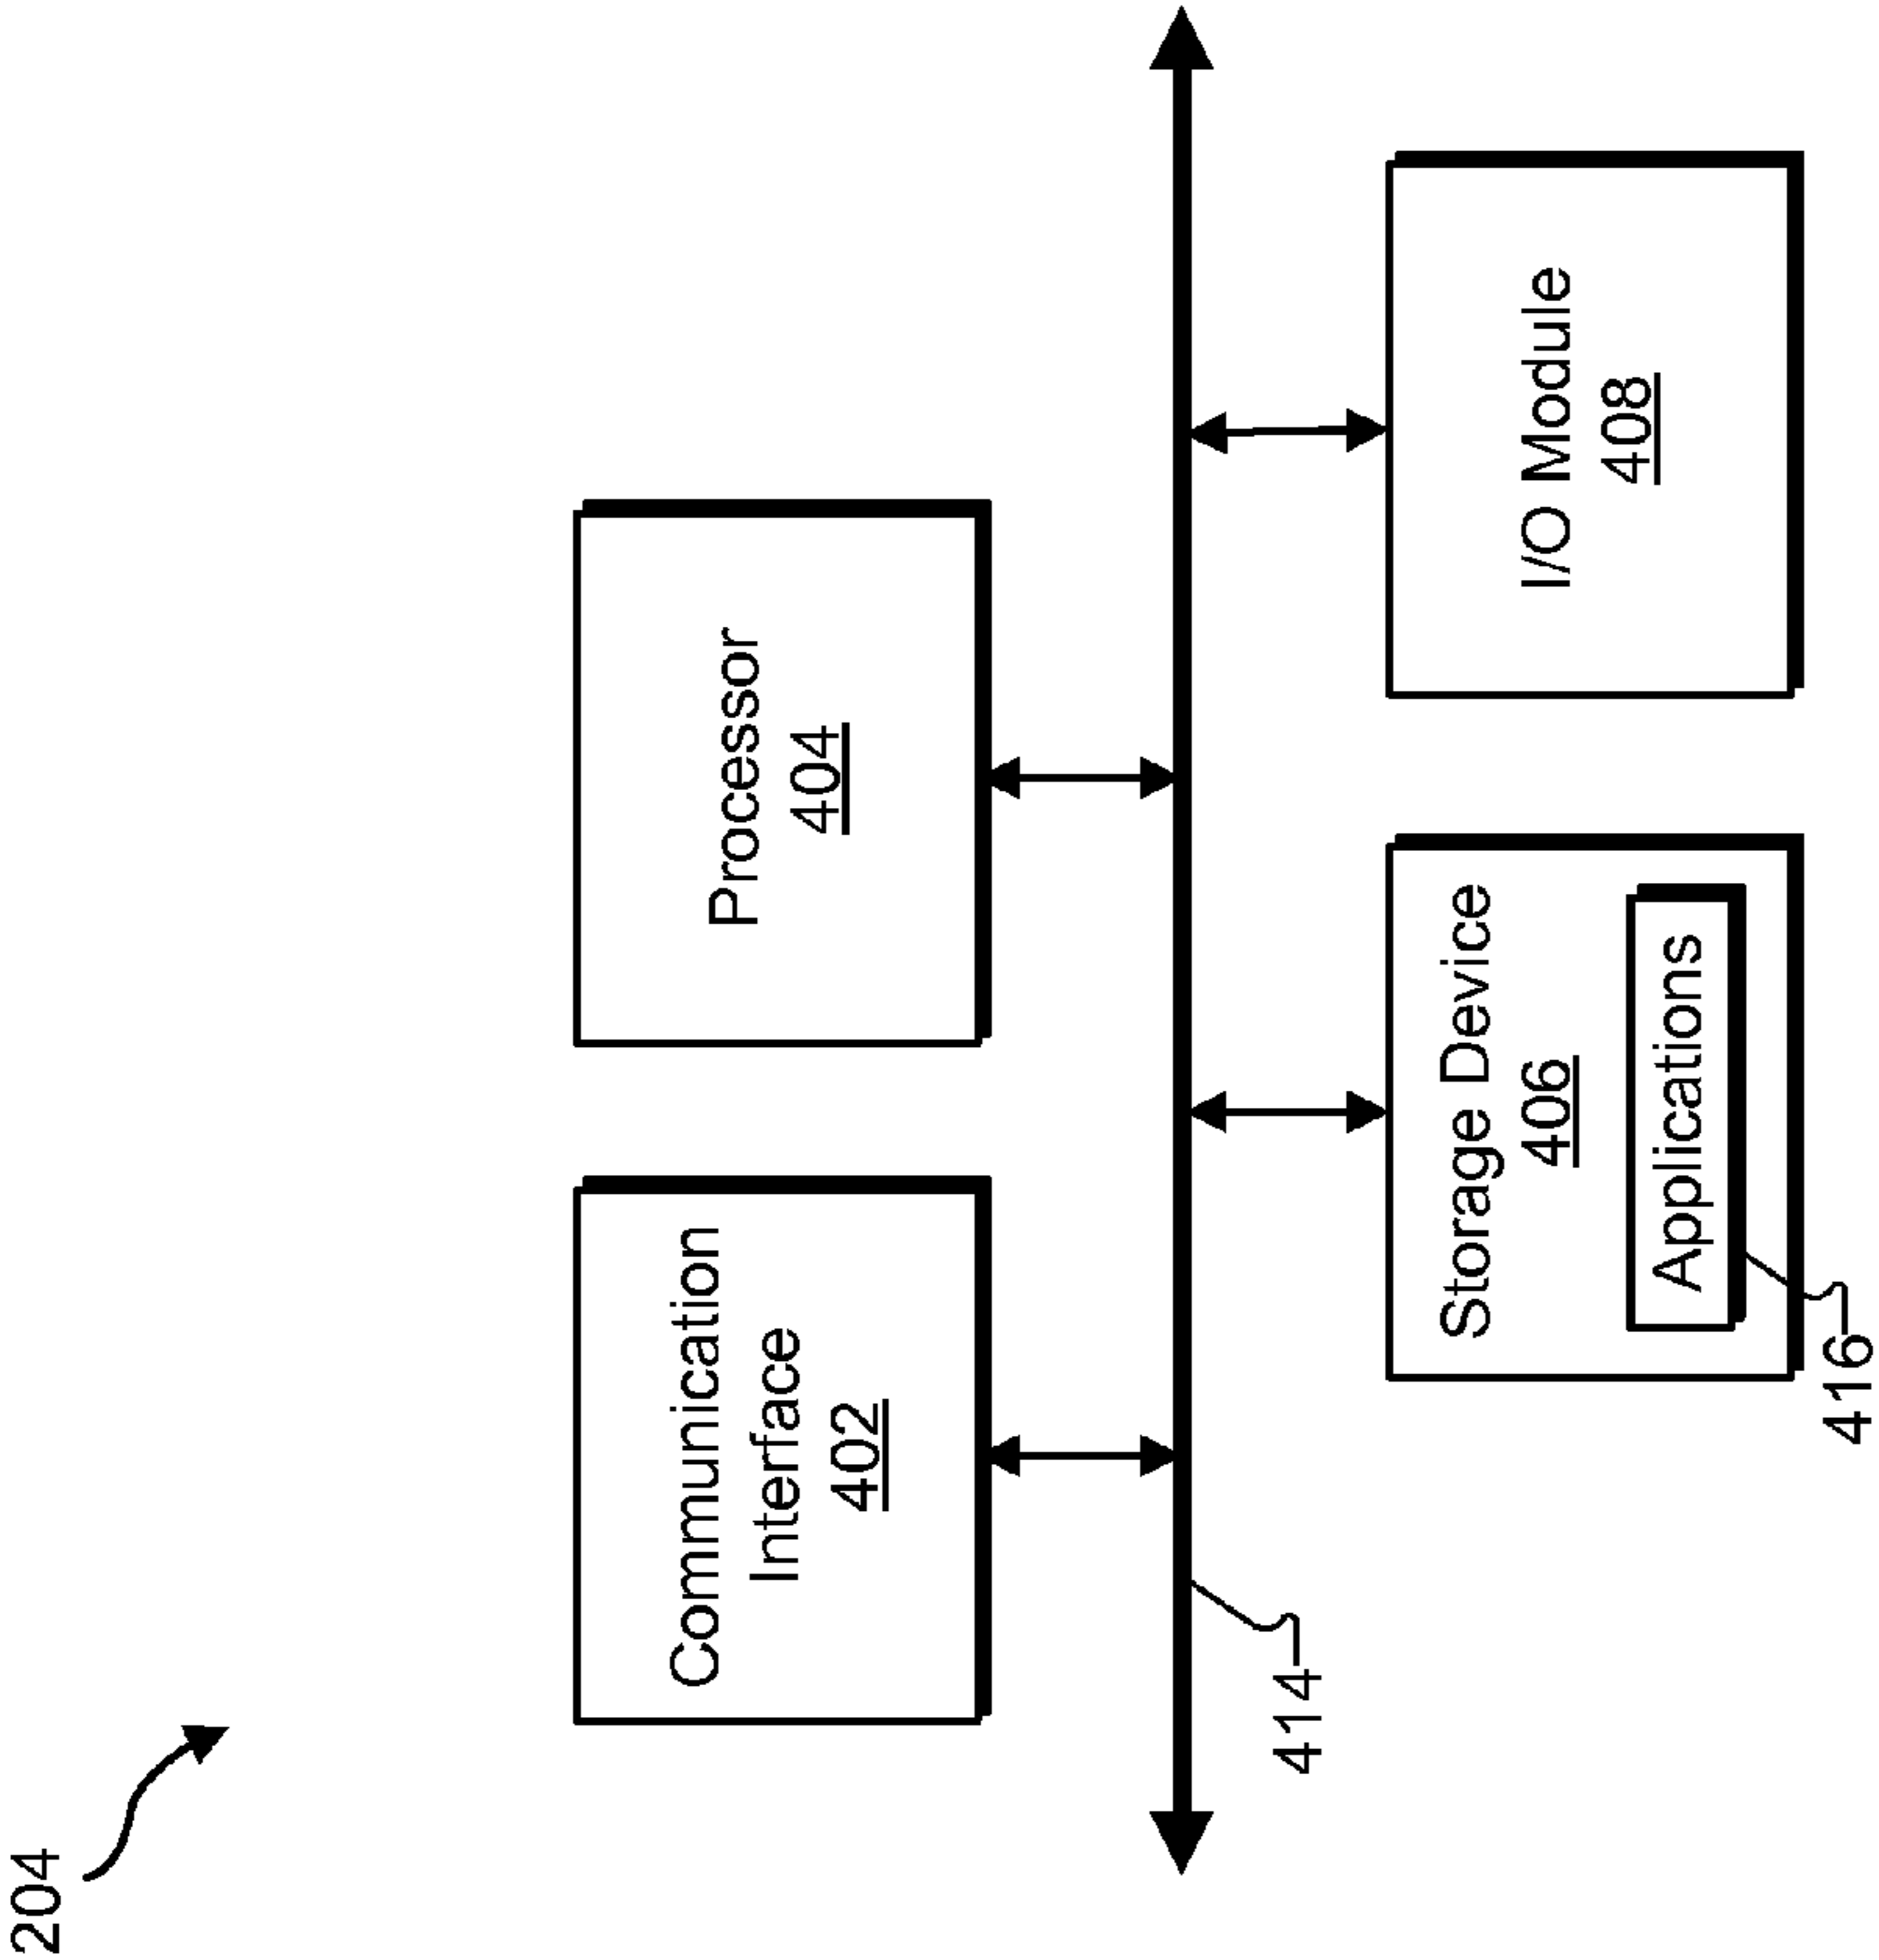 204
Communication
Interface
402
Processor
404
414
Storage Device
406
Applications
416
I/O Module
408